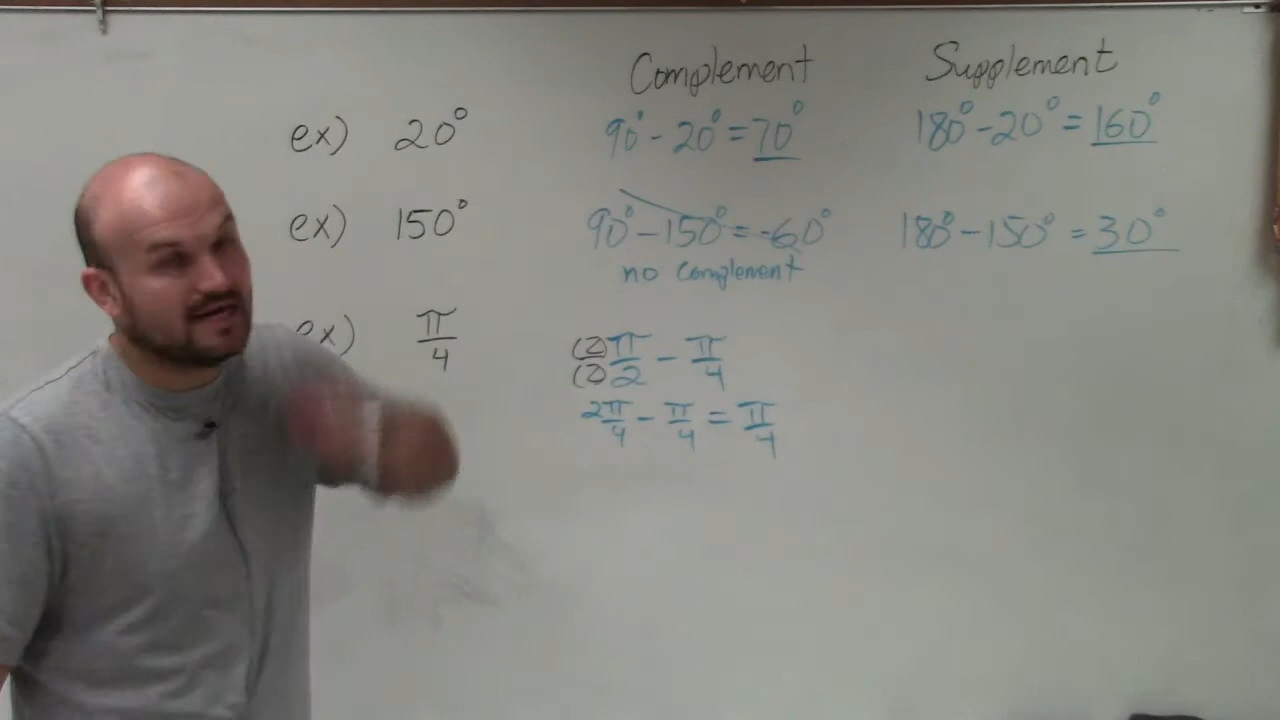 Complement Supplement
ex) 20° 90° - 20° = 70° 180° - 20° = 160°
ex) 150° 90° - 150° = -60° 180° - 150° = 30°
no complement
ex) π/4 (2)/(2) π/2 - π/4
2π/4 - π/4 = π/4